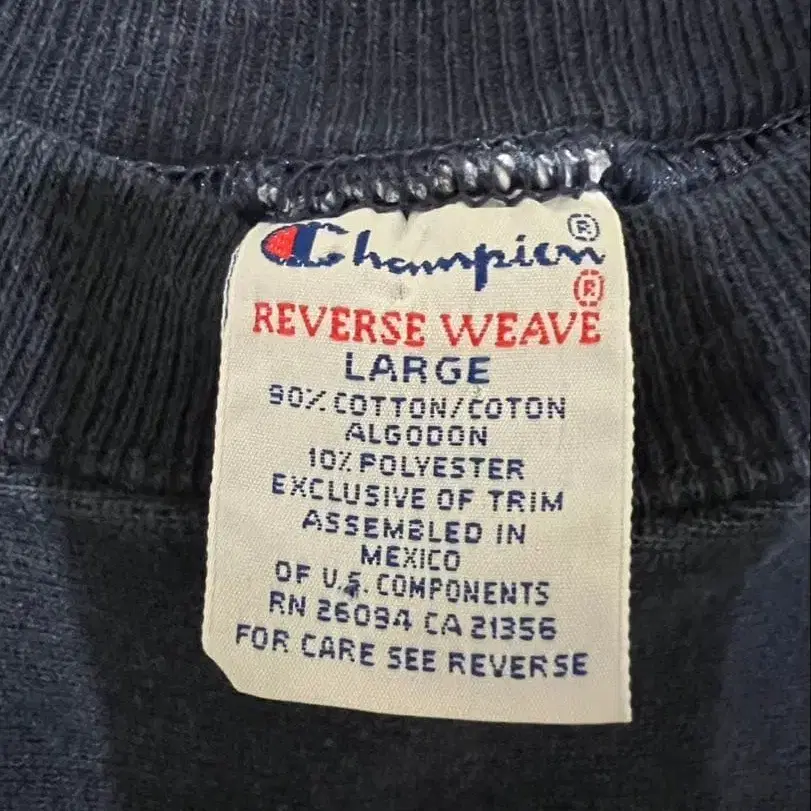 Champion®
REVERSE WEAVE®
LARGE
90% COTTON/COTON
ALGODON
10% POLYESTER
EXCLUSIVE OF TRIM
ASSEMBLED IN
MEXICO
OF U.S. COMPONENTS
RN 26094 CA 21356
FOR CARE SEE REVERSE